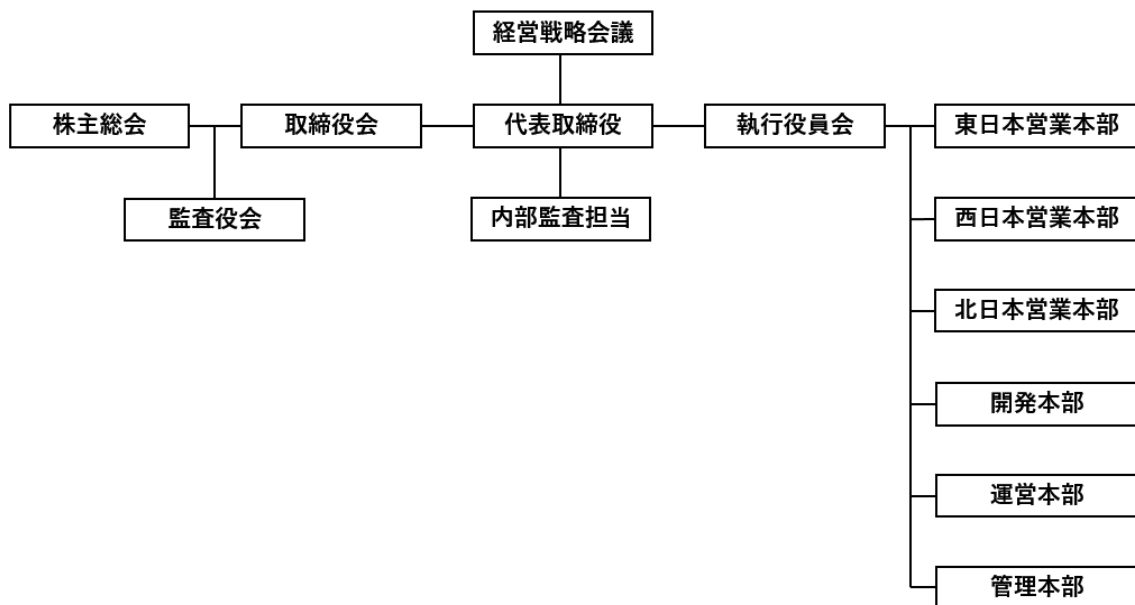 経営戦略会議
株主総会
取締役会
代表取締役
執行役員会
東日本営業本部
監査役会
内部監査担当
西日本営業本部
北日本営業本部
開発本部
運営本部
管理本部